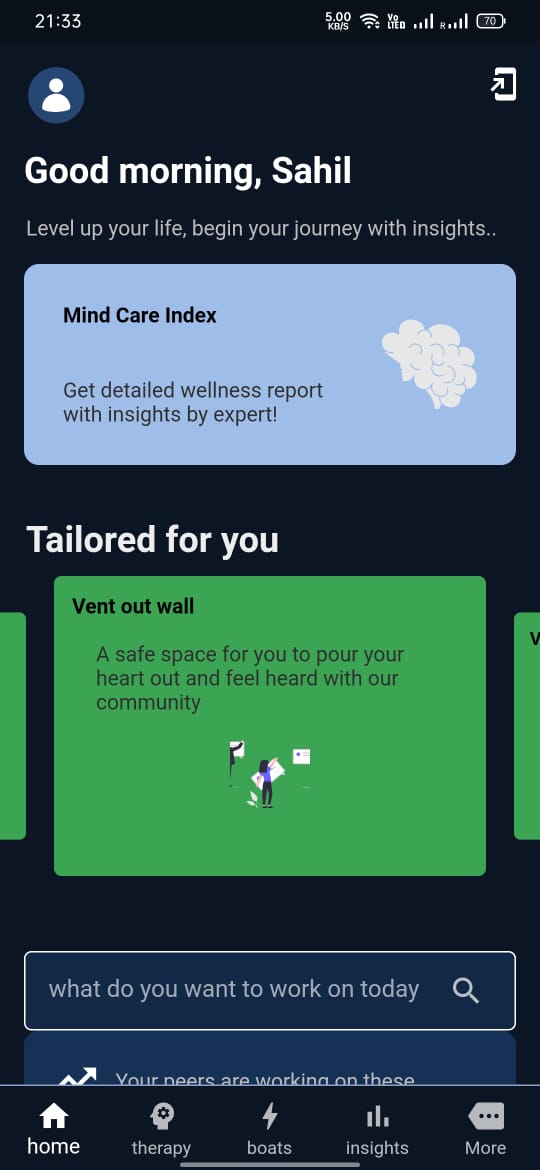 21:33
5.00
KB/S
Vo
LTE
R
70
Good morning, Sahil
Level up your life, begin your journey with insights..
Mind Care Index
Get detailed wellness report
with insights by expert!
Tailored for you
Vent out wall
A safe space for you to pour your
heart out and feel heard with our
community
V
what do you want to work on today
Your peers are working on these
home
therapy
boats
insights
More